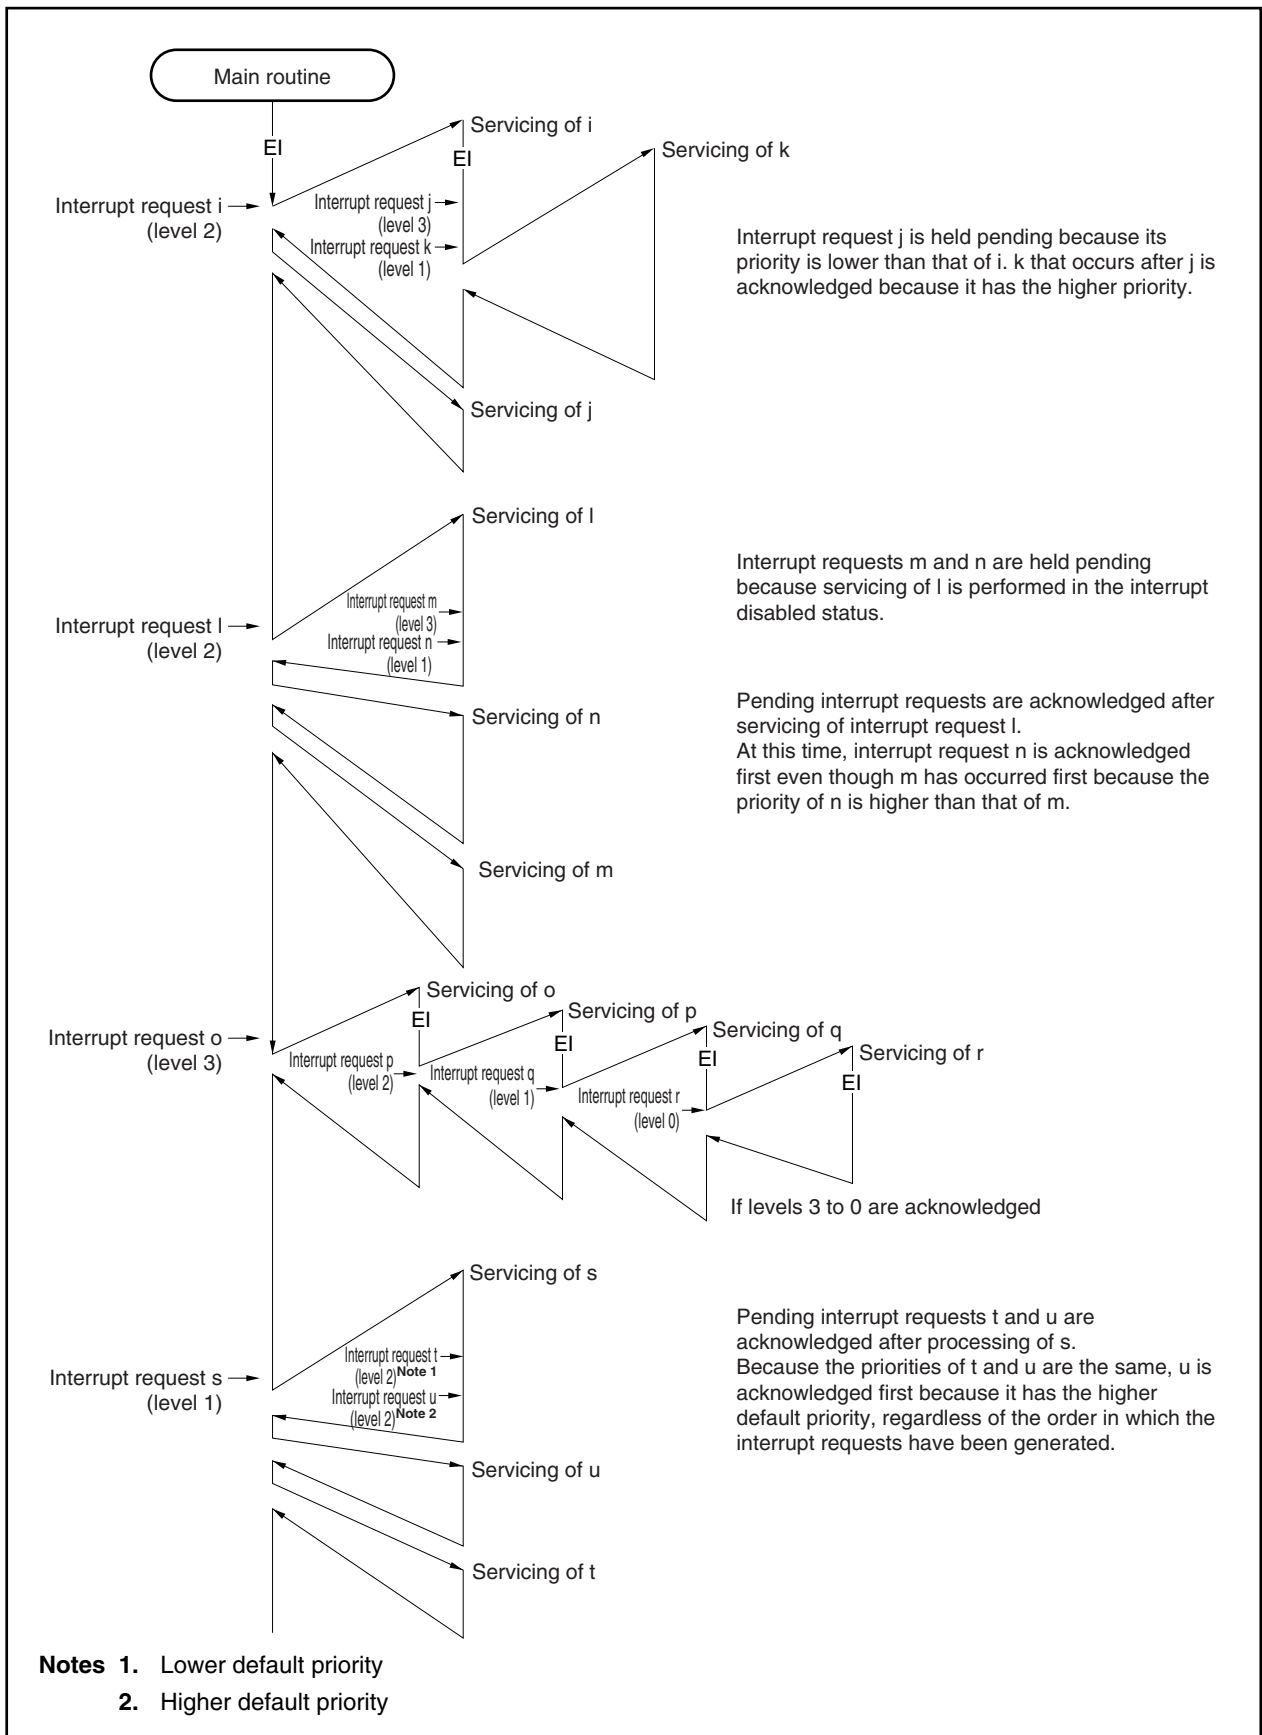 Main routine
EI
Servicing of i
EI
Servicing of k
Interrupt request i
(level 2)
Interrupt request j
(level 3)
Interrupt request k
(level 1)
Interrupt request j is held pending because its
priority is lower than that of i. k that occurs after j is
acknowledged because it has the higher priority.
Servicing of j
Servicing of l
Interrupt request l
(level 2)
Interrupt request m
(level 3)
Interrupt request n
(level 1)
Interrupt requests m and n are held pending
because servicing of l is performed in the interrupt
disabled status.
Servicing of n
Pending interrupt requests are acknowledged after
servicing of interrupt request l.
At this time, interrupt request n is acknowledged
first even though m has occurred first because the
priority of n is higher than that of m.
Servicing of m
Interrupt request o
(level 3)
Servicing of o
EI
Interrupt request p
(level 2)
Servicing of p
EI
Interrupt request q
(level 1)
Servicing of q
EI
Interrupt request r
(level 0)
Servicing of r
EI
If levels 3 to 0 are acknowledged
Servicing of s
Interrupt request s
(level 1)
Interrupt request t
(level 2)Note 1
Interrupt request u
(level 2)Note 2
Pending interrupt requests t and u are
acknowledged after processing of s.
Because the priorities of t and u are the same, u is
acknowledged first because it has the higher
default priority, regardless of the order in which the
interrupt requests have been generated.
Servicing of u
Servicing of t
Notes 1. Lower default priority
2. Higher default priority